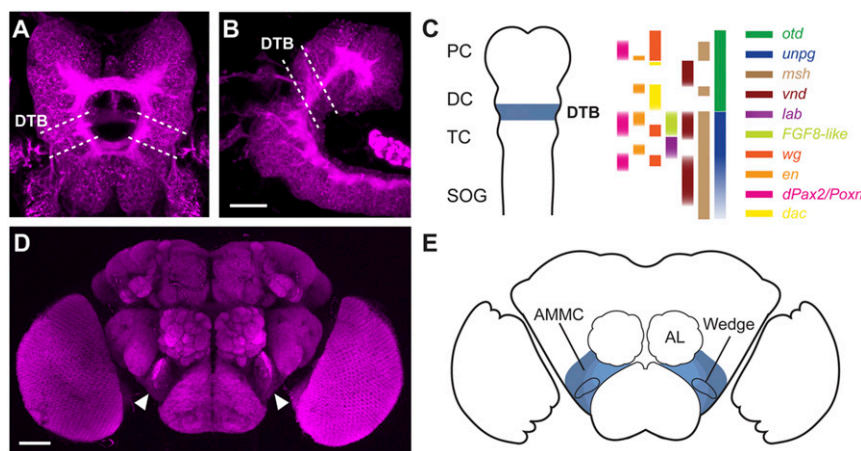 A
DTB
B
DTB
C
PC
DC
DTB
TC
SOG
otd
unpg
msh
vnd
lab
FGF8-like
wg
en
dPax2/Poxn
dac
D
E
AMMC
AL
Wedge